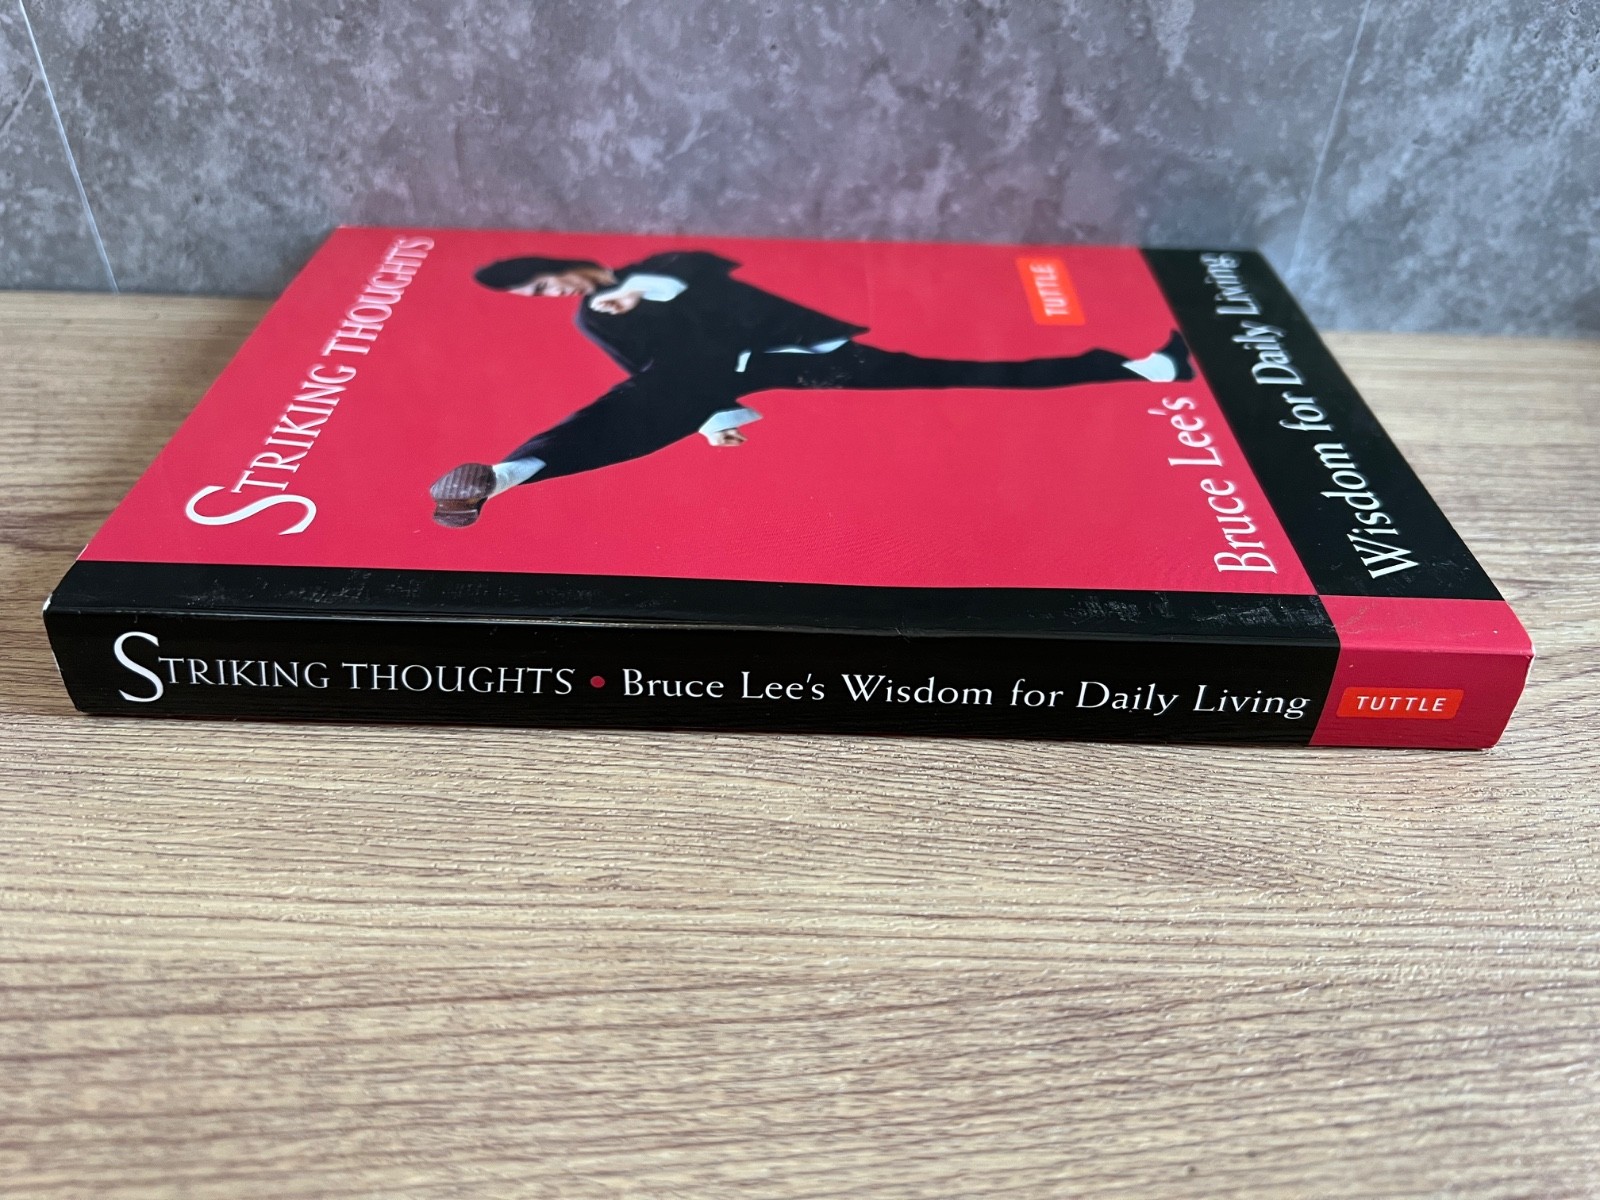 STRIKING THOUGHTS
TUTTLE
Bruce Lee's
Wisdom for Daily Living
STRIKING THOUGHTS • Bruce Lee's Wisdom for Daily Living
TUTTLE